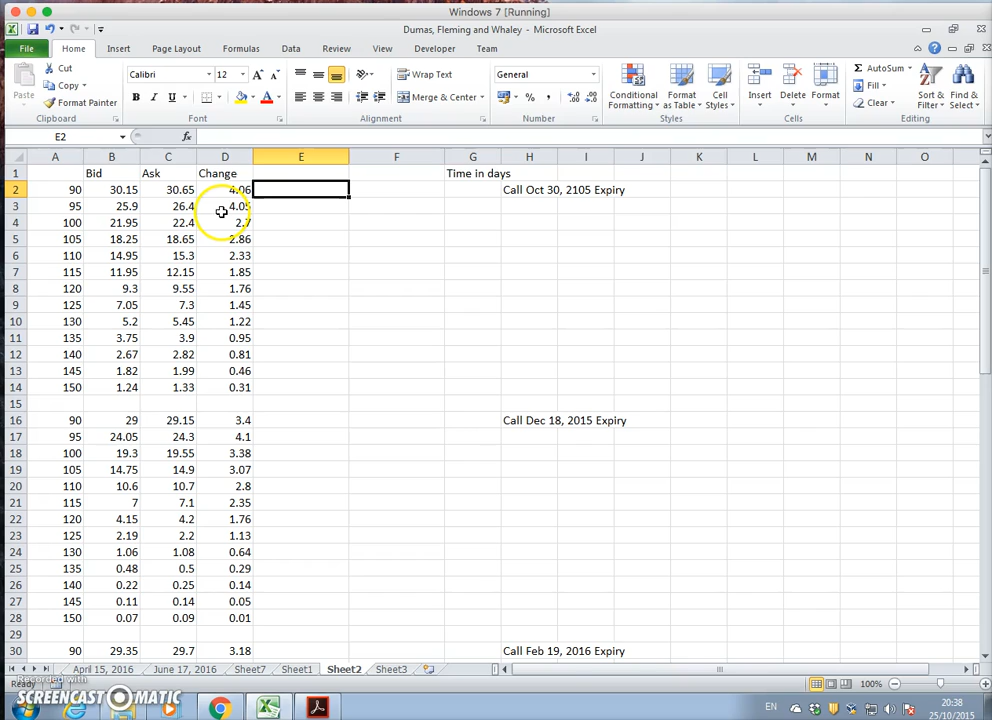 Windows 7 [Running]
Dumas, Fleming and Whaley - Microsoft Excel
File Home Insert Page Layout Formulas Data Review View Developer Team
Paste Cut Copy Format Painter Clipboard
Calibri 12 A A B I U A Font
Wrap Text Merge & Center Alignment
General % , Number
Conditional Formatting Format as Table Cell Styles Styles
Insert Delete Format Cells
Σ AutoSum Fill Clear Sort & Filter Find & Select Editing
E2 fx
A B C D E F G H I J K L M N O
1 Bid Ask Change Time in days
2 90 30.15 30.65 4.06 Call Oct 30, 2105 Expiry
3 95 25.9 26.4 4.05
4 100 21.95 22.4 2.7
5 105 18.25 18.65 2.86
6 110 14.95 15.3 2.33
7 115 11.95 12.15 1.85
8 120 9.3 9.55 1.76
9 125 7.05 7.3 1.45
10 130 5.2 5.45 1.22
11 135 3.75 3.9 0.95
12 140 2.67 2.82 0.81
13 145 1.82 1.99 0.46
14 150 1.24 1.33 0.31
15
16 90 29 29.15 3.4 Call Dec 18, 2015 Expiry
17 95 24.05 24.3 4.1
18 100 19.3 19.55 3.38
19 105 14.75 14.9 3.07
20 110 10.6 10.7 2.8
21 115 7 7.1 2.35
22 120 4.15 4.2 1.76
23 125 2.19 2.2 1.13
24 130 1.06 1.08 0.64
25 135 0.48 0.5 0.29
26 140 0.22 0.25 0.14
27 145 0.11 0.14 0.05
28 150 0.07 0.09 0.01
29
30 90 29.35 29.7 3.18 Call Feb 19, 2016 Expiry
April 15, 2016 June 17, 2016 Sheet7 Sheet1 Sheet2 Sheet3
Ready 100%
Recorded with
SCREENCAST-O-MATIC
EN 20:38
25/10/2015